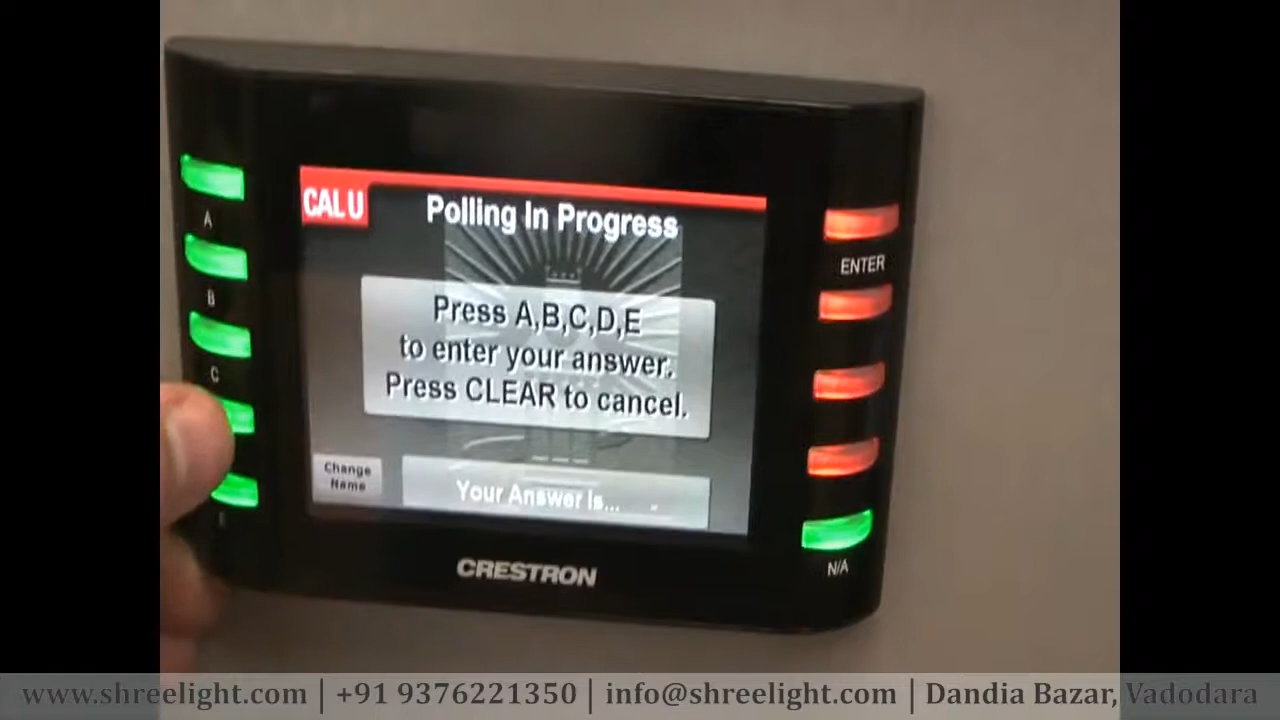 CAL U
Polling In Progress
A
B
C
Press A,B,C,D,E
to enter your answer.
Press CLEAR to cancel.
Change
Name
Your Answer Is...
ENTER
N/A
CRESTRON
www.shreelight.com | +91 9376221350 | info@shreelight.com | Dandia Bazar, Vadodara